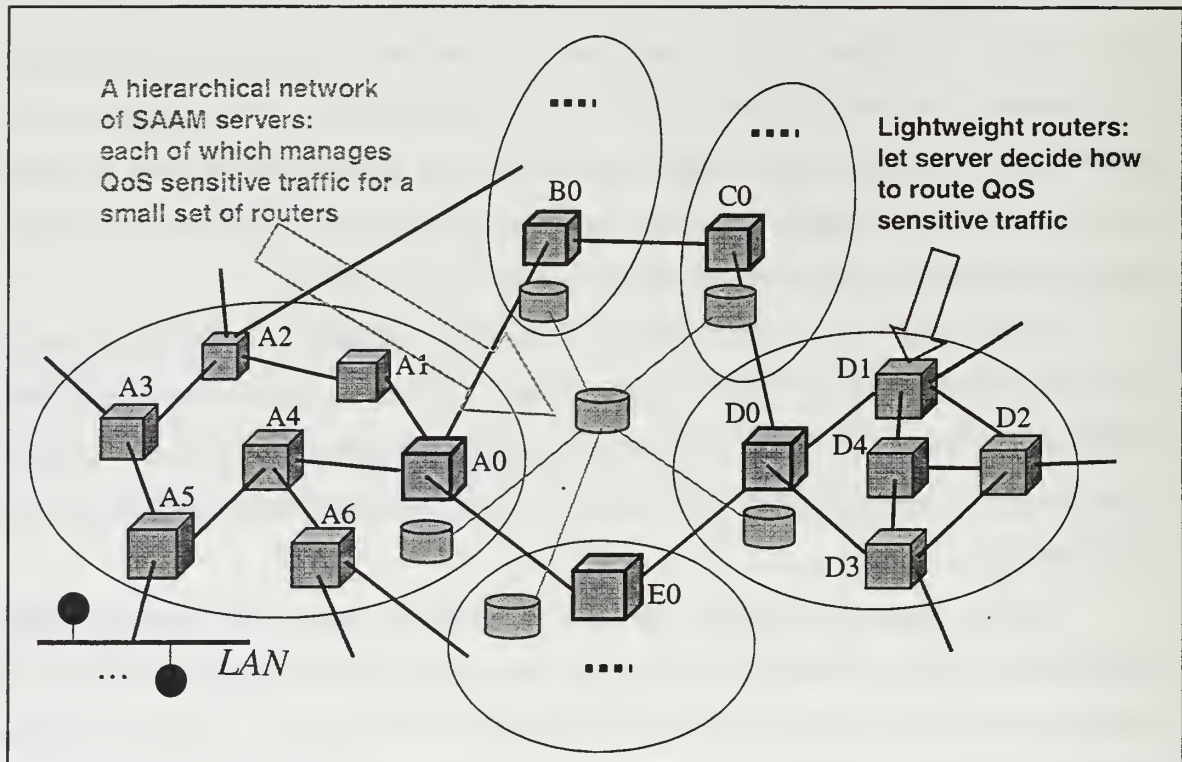 A hierarchical network
of SAAM servers:
each of which manages
QoS sensitive traffic for a
small set of routers
Lightweight routers:
let server decide how
to route QoS
sensitive traffic
B0
C0
A2
A1
A3
A4
A0
A5
A6
D1
D0
D2
D4
D3
E0
LAN
...